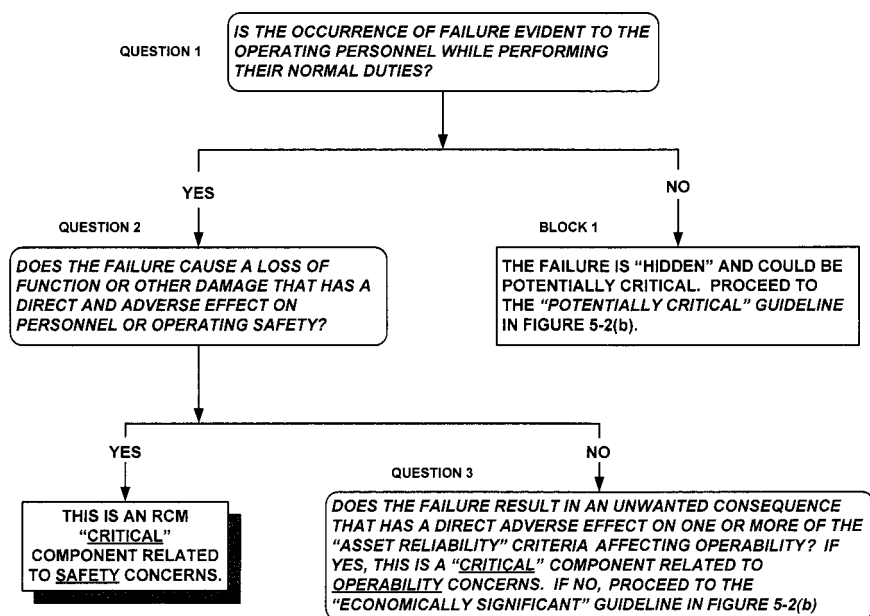 QUESTION 1
IS THE OCCURRENCE OF FAILURE EVIDENT TO THE
OPERATING PERSONNEL WHILE PERFORMING
THEIR NORMAL DUTIES?
YES
NO
QUESTION 2
DOES THE FAILURE CAUSE A LOSS OF
FUNCTION OR OTHER DAMAGE THAT HAS A
DIRECT AND ADVERSE EFFECT ON
PERSONNEL OR OPERATING SAFETY?
BLOCK 1
THE FAILURE IS “HIDDEN” AND COULD BE
POTENTIALLY CRITICAL. PROCEED TO
THE “POTENTIALLY CRITICAL” GUIDELINE
IN FIGURE 5-2(b).
YES
NO
THIS IS AN RCM
“CRITICAL”
COMPONENT RELATED
TO SAFETY CONCERNS.
QUESTION 3
DOES THE FAILURE RESULT IN AN UNWANTED CONSEQUENCE
THAT HAS A DIRECT ADVERSE EFFECT ON ONE OR MORE OF THE
“ASSET RELIABILITY” CRITERIA AFFECTING OPERABILITY? IF
YES, THIS IS A “CRITICAL” COMPONENT RELATED TO
OPERABILITY CONCERNS. IF NO, PROCEED TO THE
“ECONOMICALLY SIGNIFICANT” GUIDELINE IN FIGURE 5-2(b)